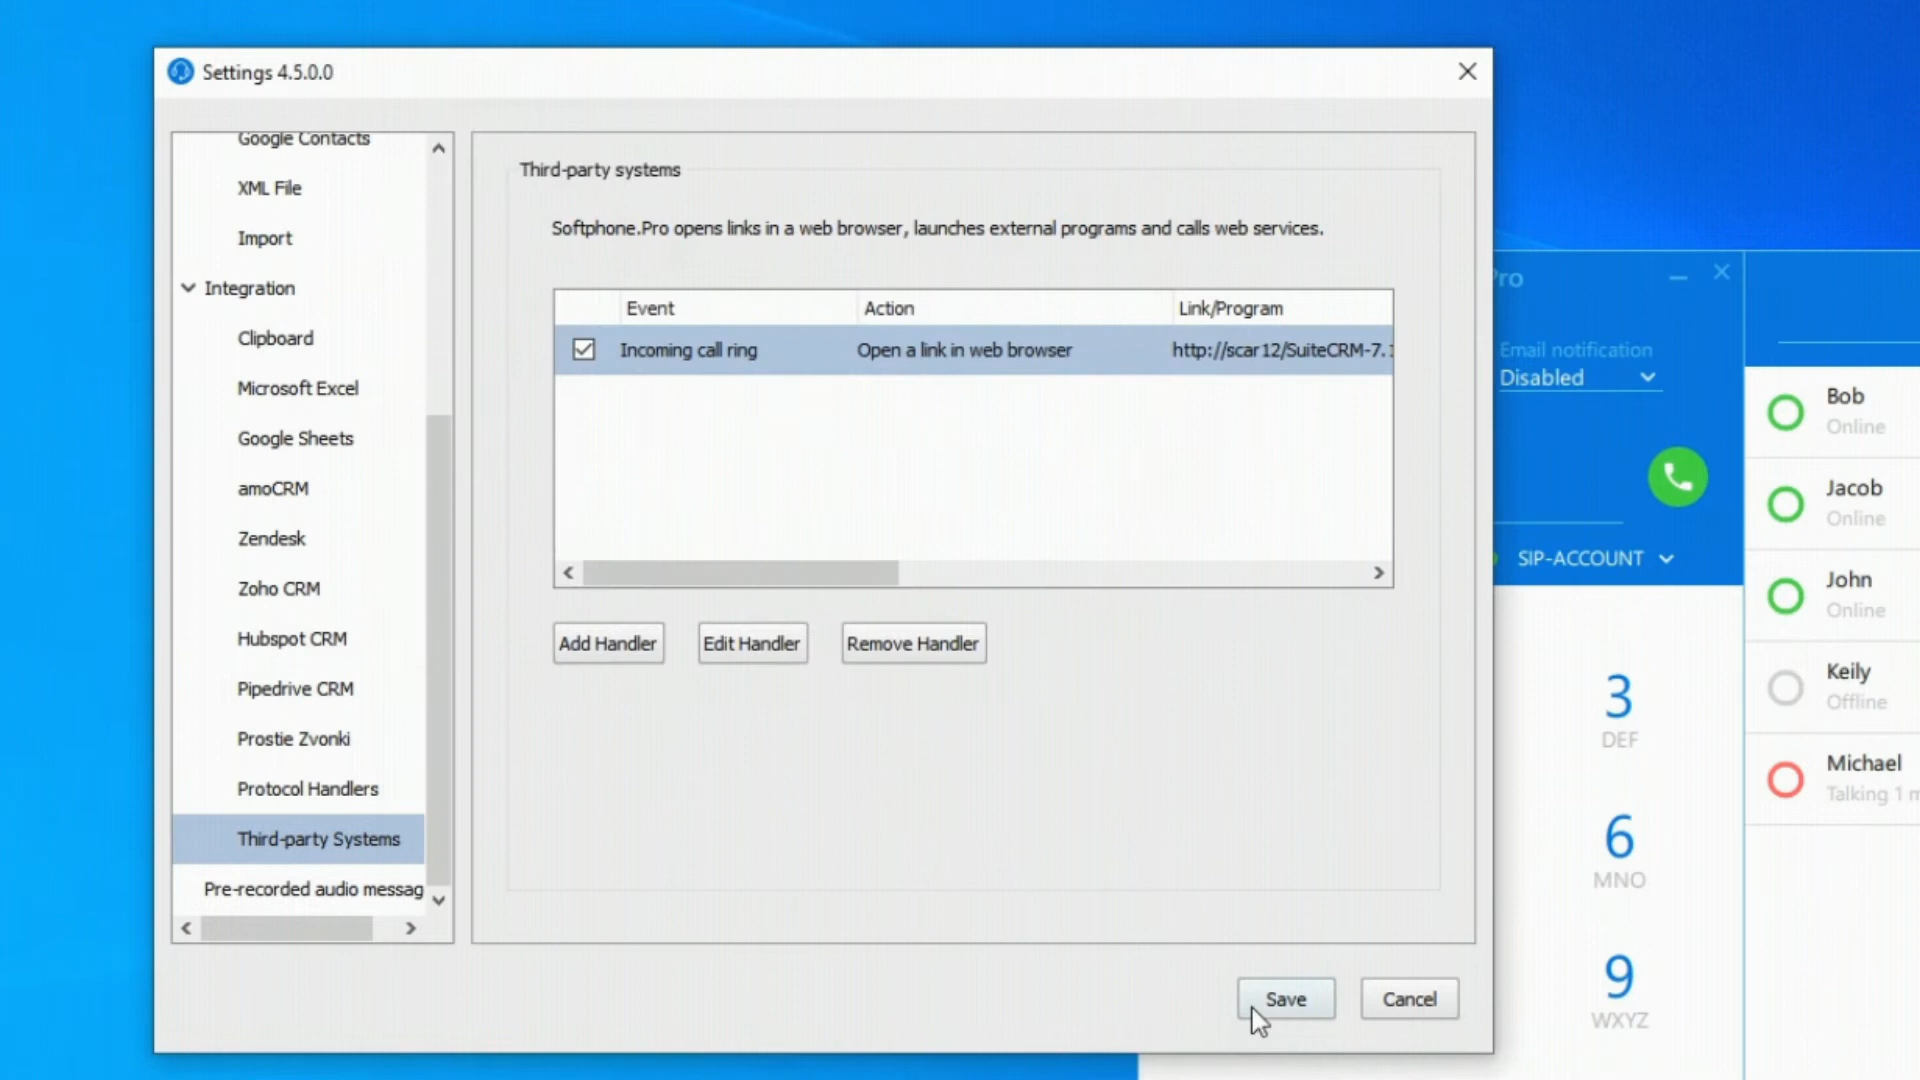 Settings 4.5.0.0
Google Contacts
XML File
Import
Integration
Clipboard
Microsoft Excel
Google Sheets
amoCRM
Zendesk
Zoho CRM
Hubspot CRM
Pipedrive CRM
Prostie Zvonki
Protocol Handlers
Third-party Systems
Pre-recorded audio messag
Third-party systems
Softphone.Pro opens links in a web browser, launches external programs and calls web services.
Event Action Link/Program
Incoming call ring Open a link in web browser http://scar12/SuiteCRM-7.1
Add Handler Edit Handler Remove Handler
Save Cancel
Pro
Email notification
Disabled
SIP-ACCOUNT
3
DEF
6
MNO
9
WXYZ
Bob
Online
Jacob
Online
John
Online
Keily
Offline
Michael
Talking 1 m